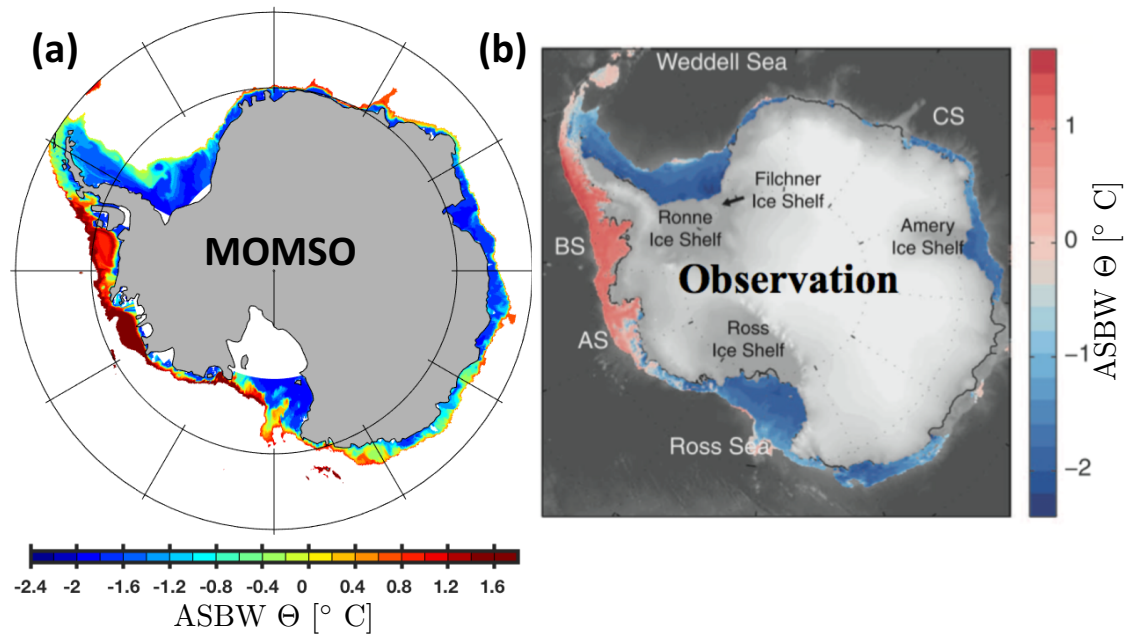 (a)
MOMSO
-2.4 -2 -1.6 -1.2 -0.8 -0.4 0 0.4 0.8 1.2 1.6
ASBW Θ [° C]
(b)
Weddell Sea
CS
Filchner
Ice Shelf
Ronne
Ice Shelf
Amery
Ice Shelf
BS
Observation
AS
Ross
Ice Shelf
Ross Sea
1
0
−1
−2
ASBW Θ [° C]